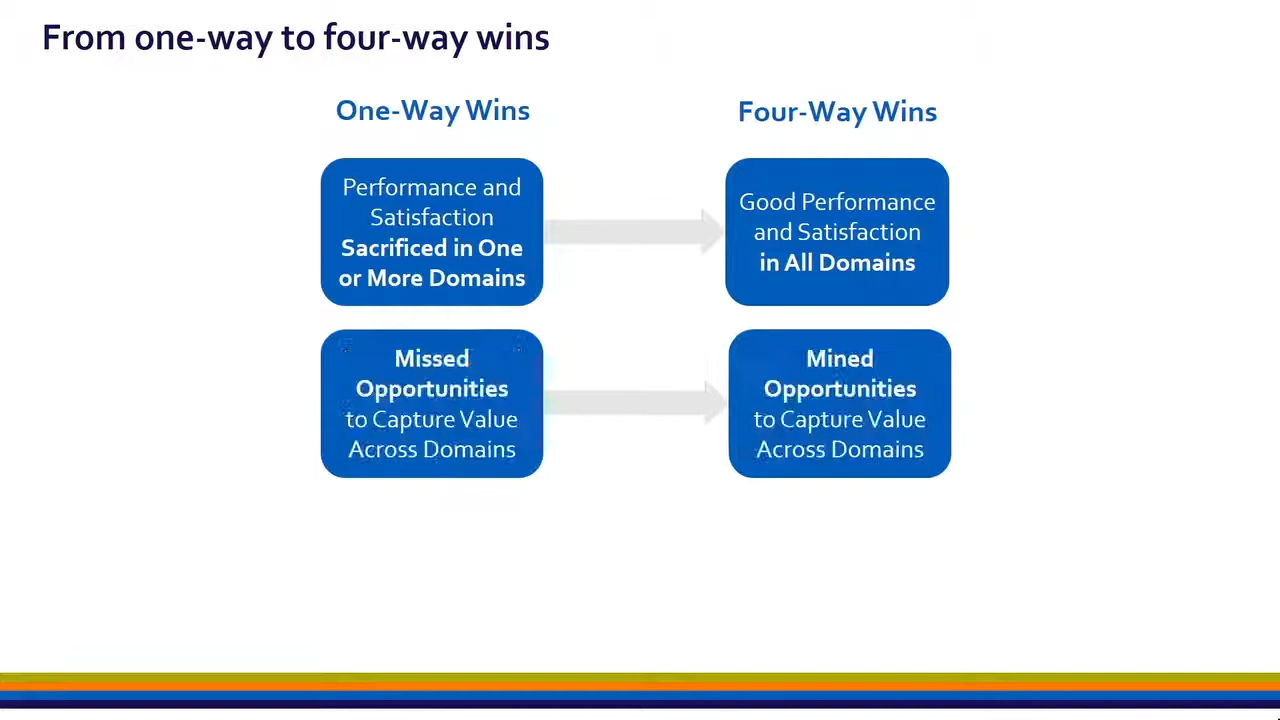 From one-way to four-way wins
One-Way Wins
Four-Way Wins
Performance and
Satisfaction
Sacrificed in One
or More Domains
Good Performance
and Satisfaction
in All Domains
Missed
Opportunities
to Capture Value
Across Domains
Mined
Opportunities
to Capture Value
Across Domains